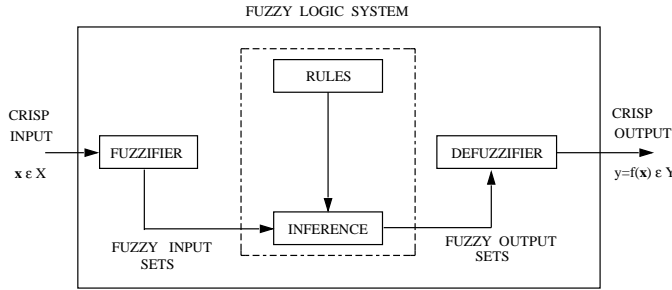 FUZZY LOGIC SYSTEM
RULES
CRISP
INPUT
x ε X
FUZZIFIER
DEFUZZIFIER
CRISP
OUTPUT
y=f(x) ε Y
INFERENCE
FUZZY INPUT
SETS
FUZZY OUTPUT
SETS